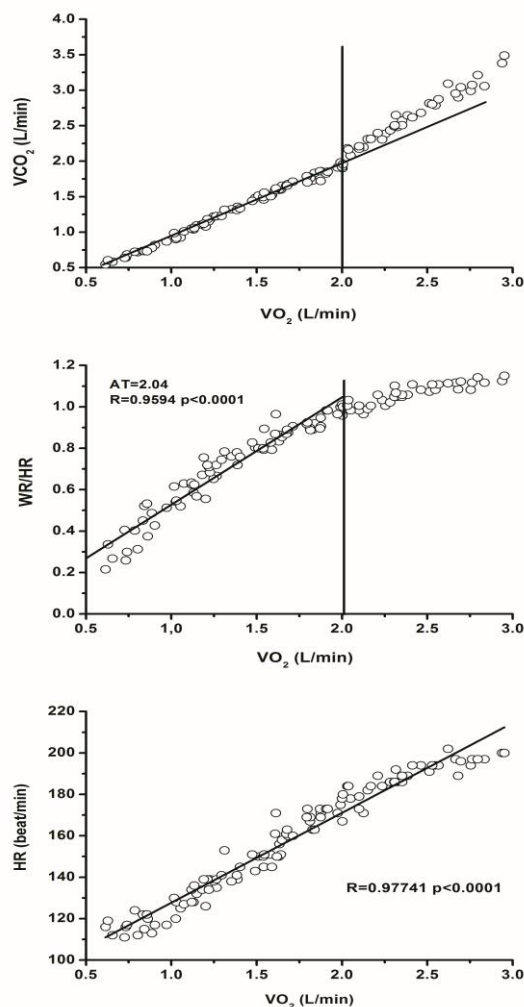 4.0
3.5
3.0
2.5
2.0
1.5
1.0
0.5
VCO2 (L/min)
0.5 1.0 1.5 2.0 2.5 3.0
VO2 (L/min)
1.2
1.0
0.8
0.6
0.4
0.2
0.0
WR/HR
AT=2.04
R=0.9594 p<0.0001
0.5 1,0 1.5 2.0 2.5 3.0
VO2 (L/min)
220
200
180
160
140
120
100
HR (beat/min)
R=0.97741 p<0.0001
0.5 1.0 1.5 2.0 2.5 3.0
VO2 (L/min)